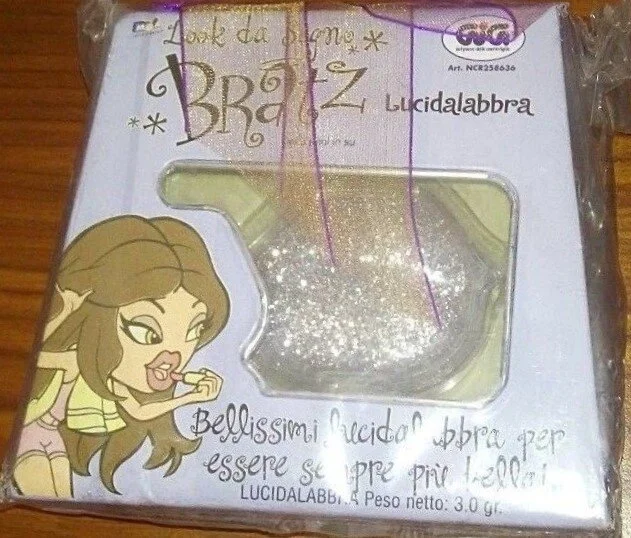 Look da Sogno
GiGi
Art. NCR258636
BRatZ
Lucidalabbra
Bellissimi lucidalabbra per
essere sempre più bella!
LUCIDALABBRA Peso netto: 3.0 gr.